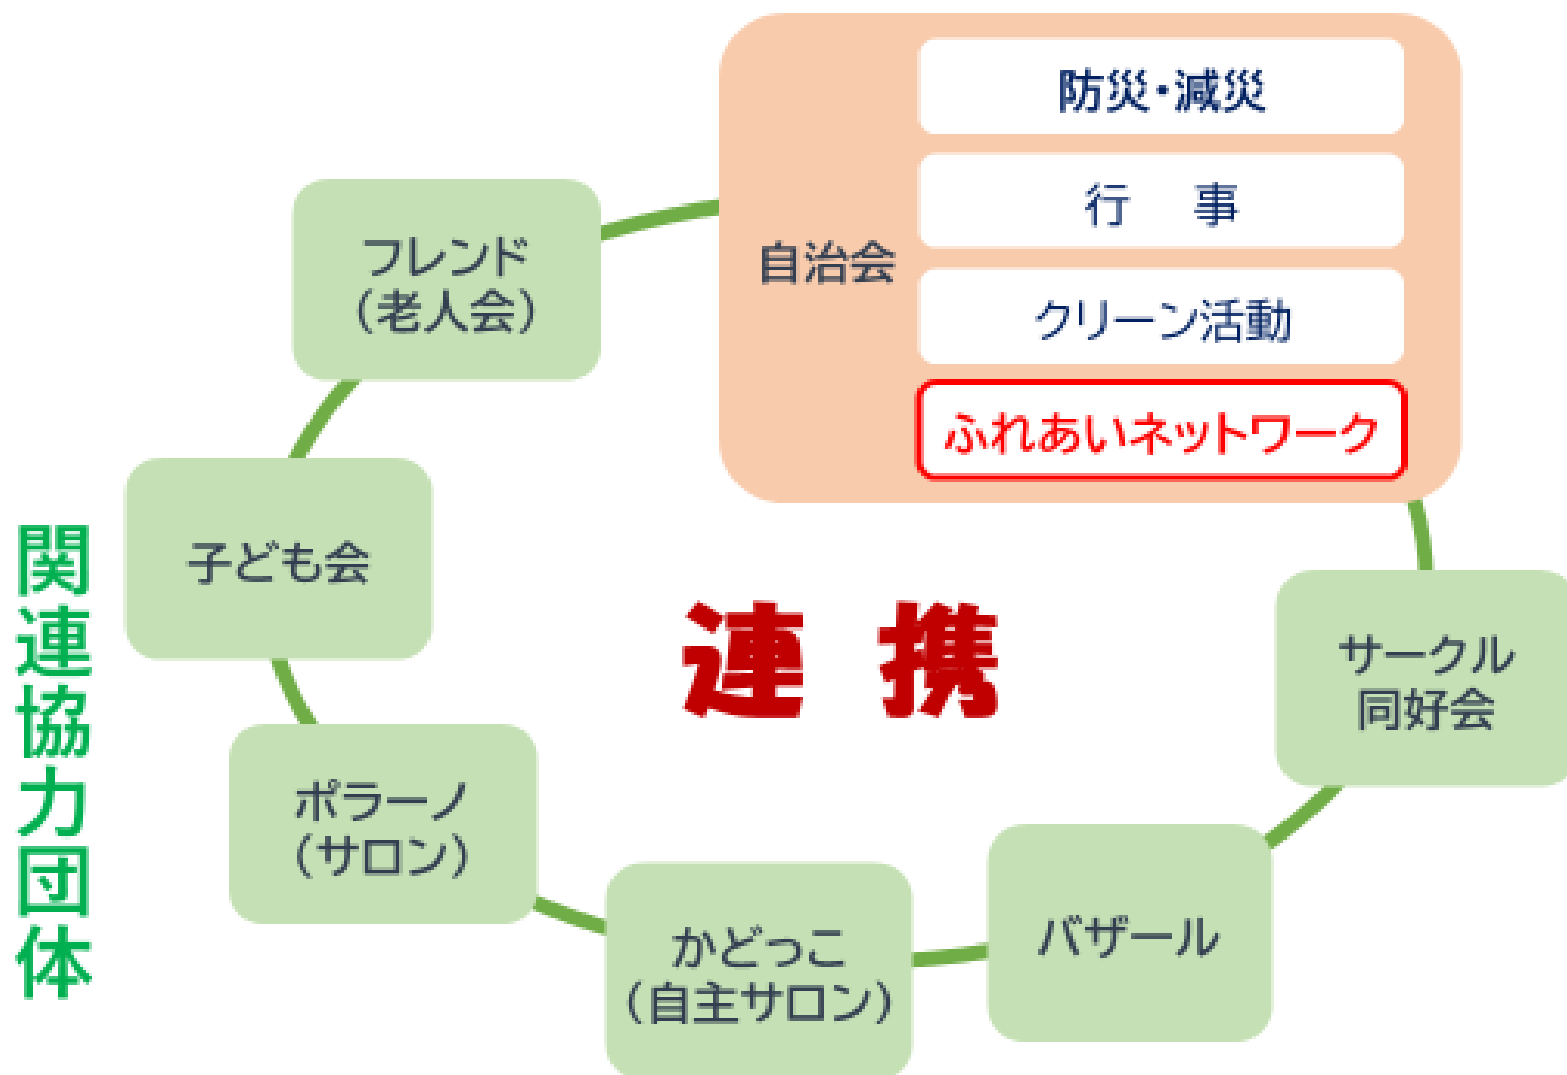 防災・減災
行 事
自治会
クリーン活動
ふれあいネットワーク
フレンド
(老人会)
子ども会
関連協力団体
連 携
サークル
同好会
ポラーノ
(サロン)
かどっこ
(自主サロン)
バザール